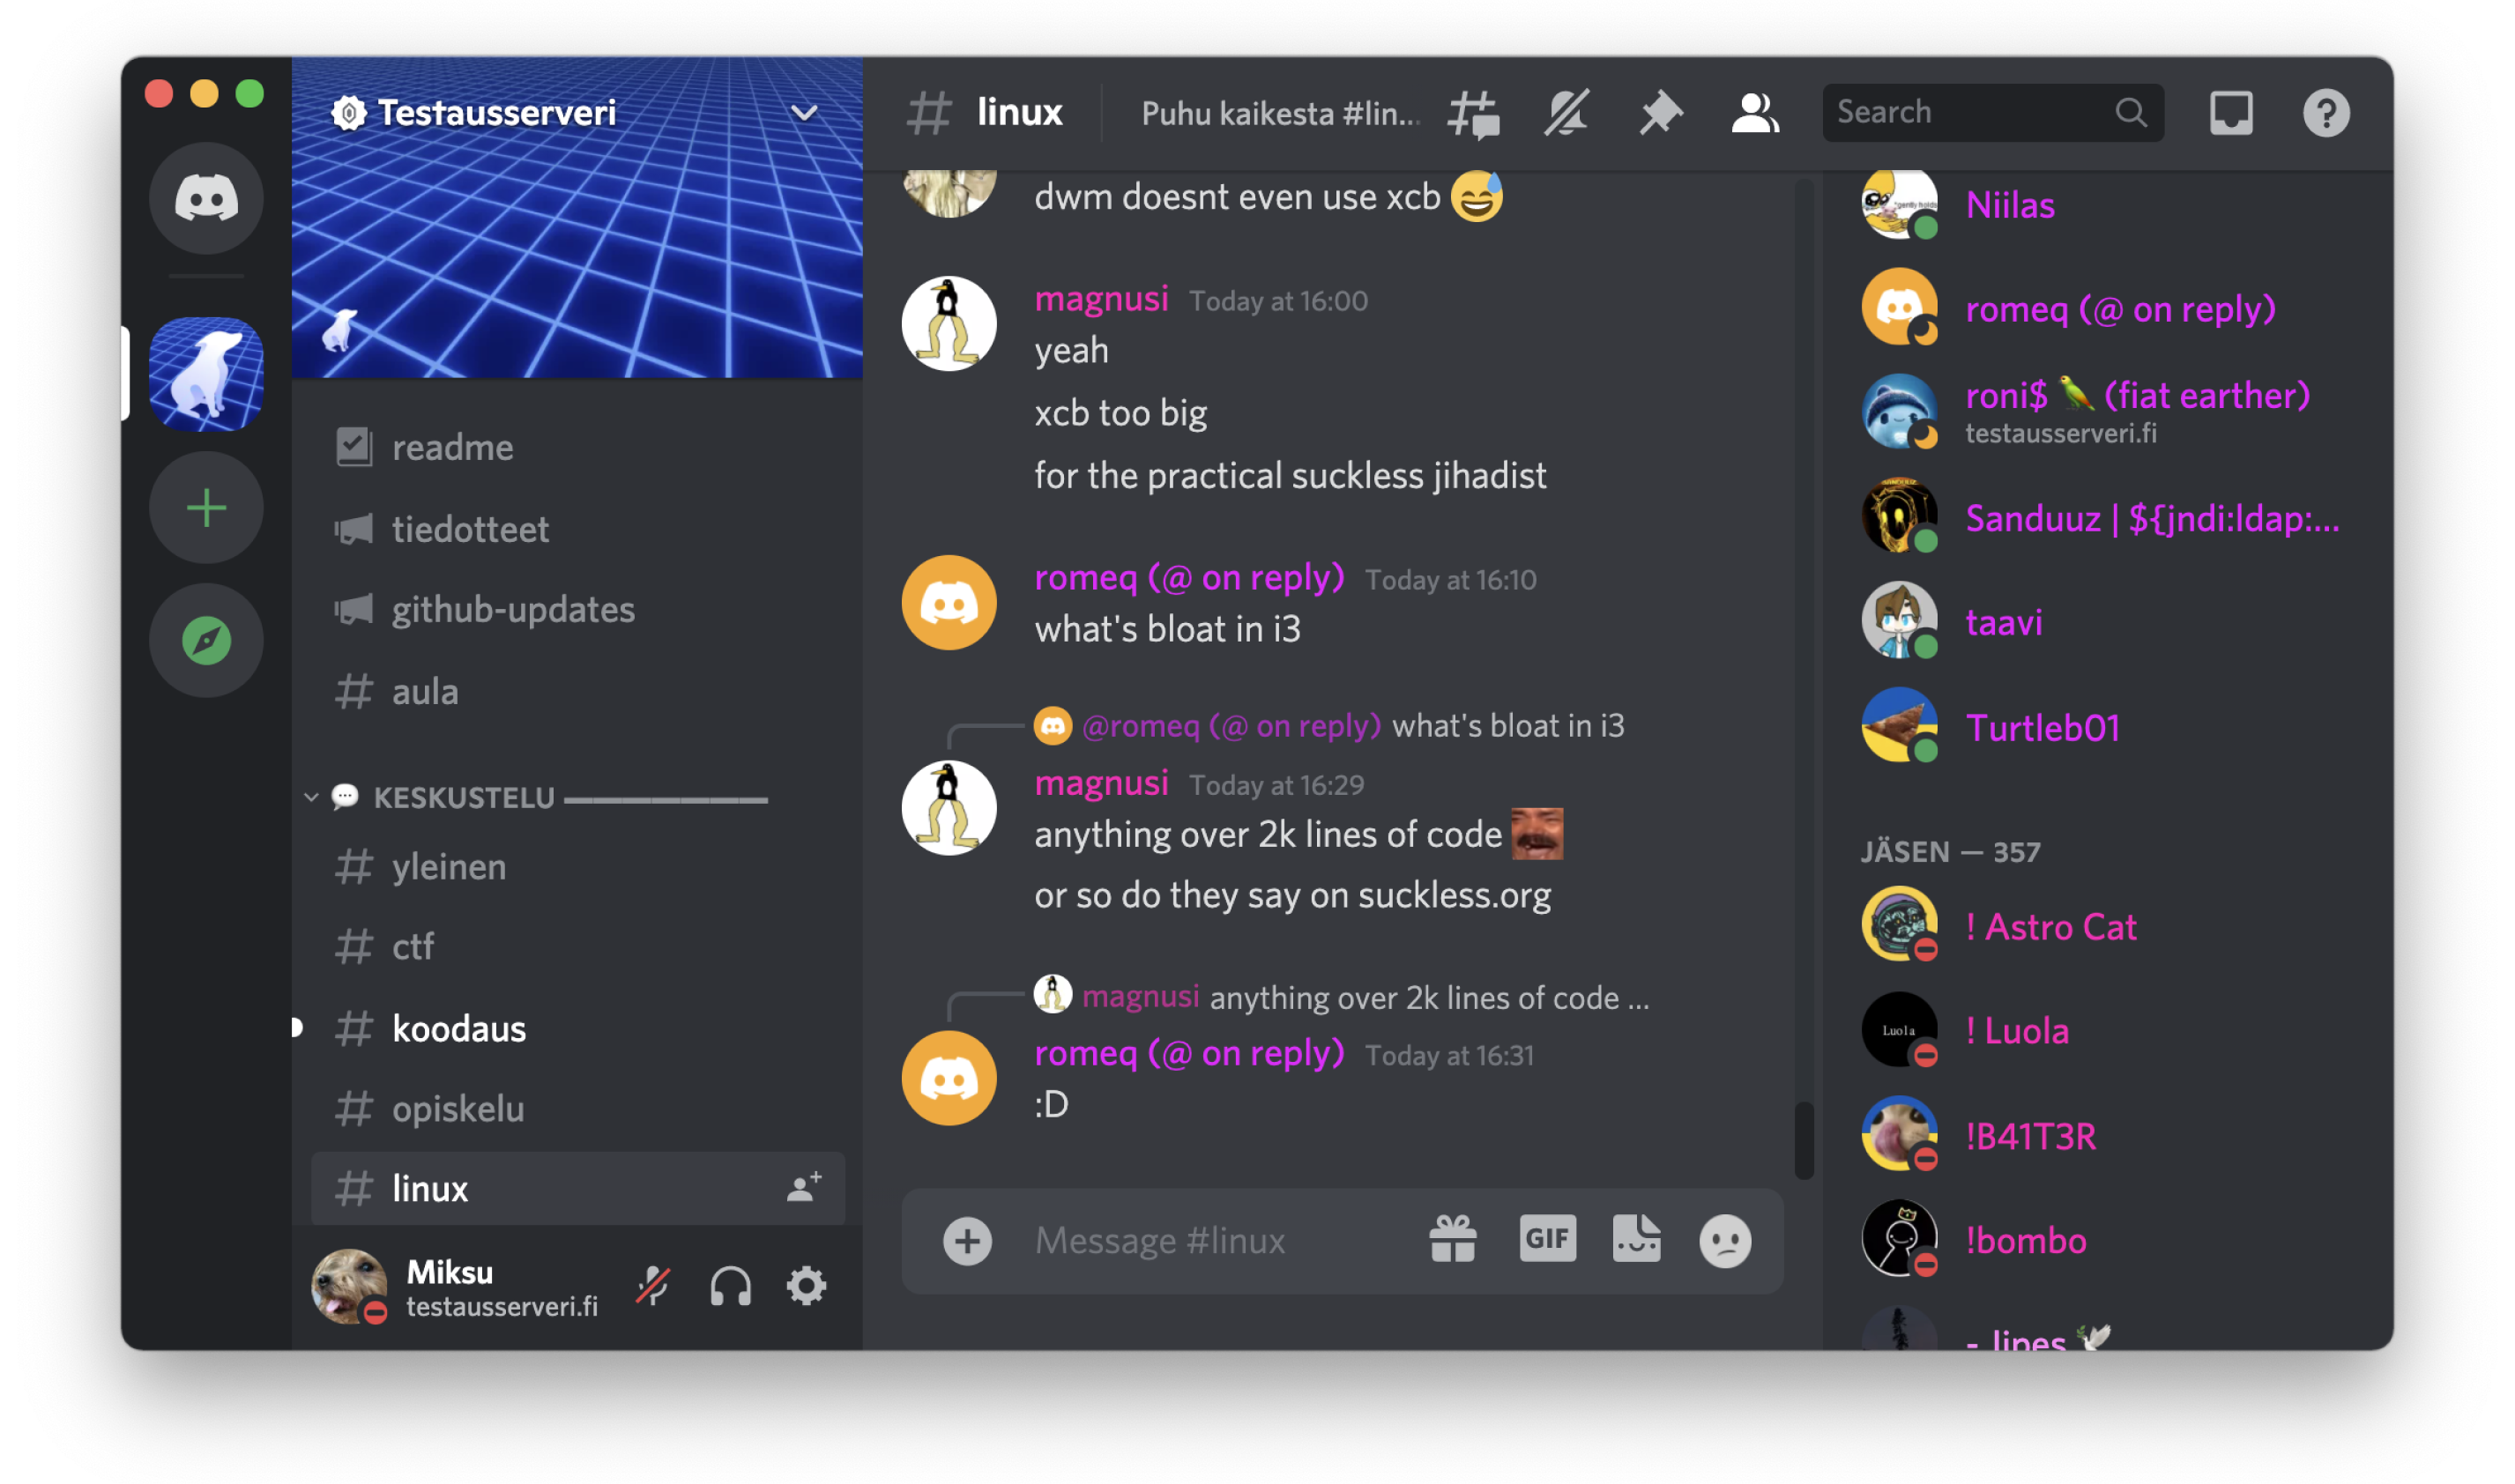 Testausserveri
readme
tiedotteet
github-updates
aula
KESKUSTELU
yleinen
ctf
koodaus
opiskelu
linux
Miksu
testausserveri.fi
linux
Puhu kaikesta #lin...
Search
dwm doesnt even use xcb
magnusi Today at 16:00
yeah
xcb too big
for the practical suckless jihadist
romeq (@ on reply) Today at 16:10
what's bloat in i3
@romeq (@ on reply) what's bloat in i3
magnusi Today at 16:29
anything over 2k lines of code
or so do they say on suckless.org
magnusi anything over 2k lines of code ...
romeq (@ on reply) Today at 16:31
:D
Message #linux
GIF
*gently holds
Niilas
romeq (@ on reply)
roni$ 🦜 (fiat earther)
testausserveri.fi
Sanduuz | ${jndi:ldap:...
taavi
Turtleb01
JÄSEN — 357
! Astro Cat
Luola
! Luola
!B41T3R
!bombo
- lipes 🕊